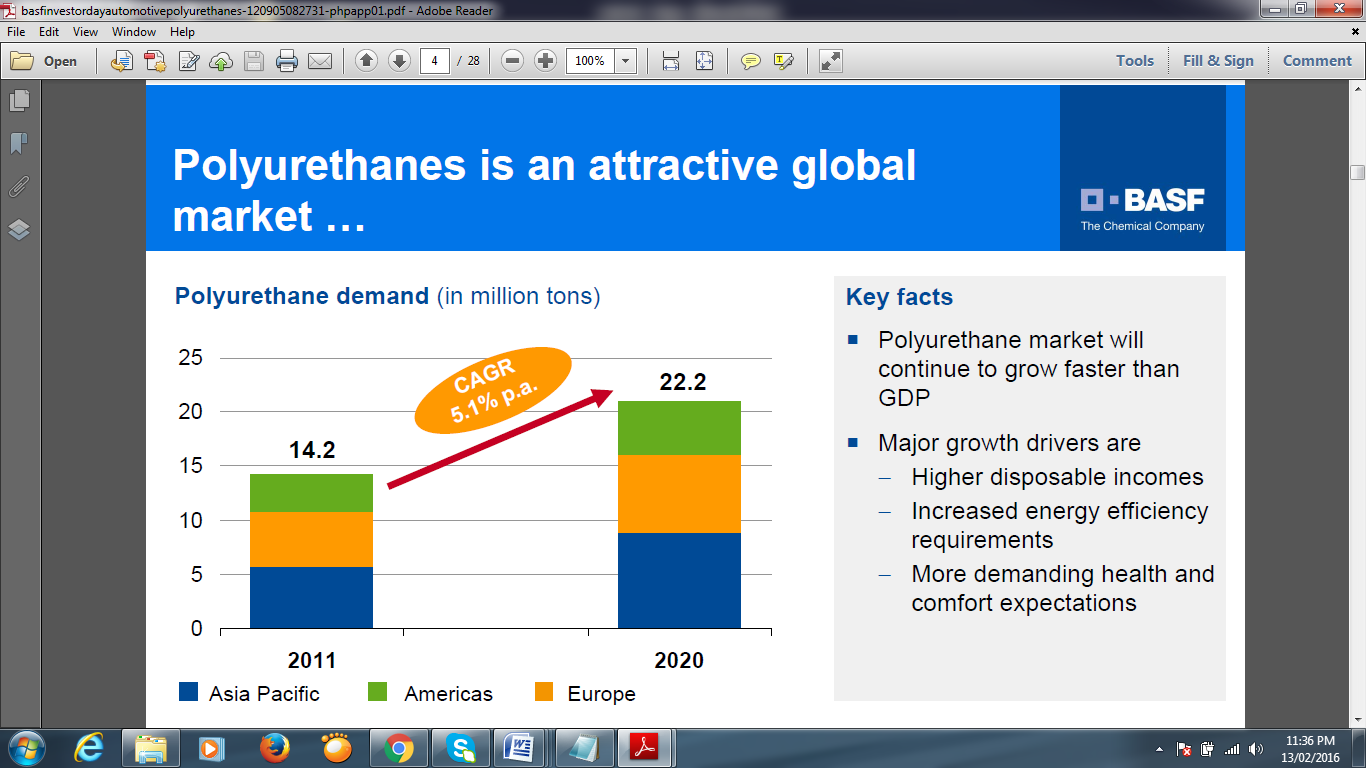 basfinvestordayautomotivepolyurethanes-120905082731-phpapp01.pdf - Adobe Reader
File Edit View Window Help
Open 4 / 28 100% Tools Fill & Sign Comment
Polyurethanes is an attractive global
market …
BASF
The Chemical Company
Polyurethane demand (in million tons)
25
20
15
10
5
0
CAGR
5.1% p.a.
14.2
22.2
2011
2020
Asia Pacific
Americas
Europe
Key facts
Polyurethane market will
continue to grow faster than
GDP
Major growth drivers are
– Higher disposable incomes
– Increased energy efficiency
requirements
– More demanding health and
comfort expectations
11:36 PM
13/02/2016